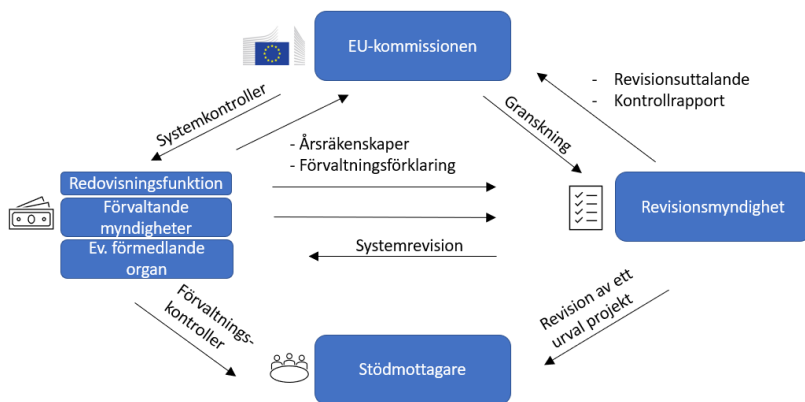 EU-kommissionen
Systemkontroller
Granskning
- Revisionsuttalande
- Kontrollrapport
- Årsräkenskaper
- Förvaltningsförklaring
Redovisningsfunktion
Förvaltande
myndigheter
Ev. förmedlande
organ
Revisionsmyndighet
Systemrevision
Förvaltnings-
kontroller
Revision av ett
urval projekt
Stödmottagare